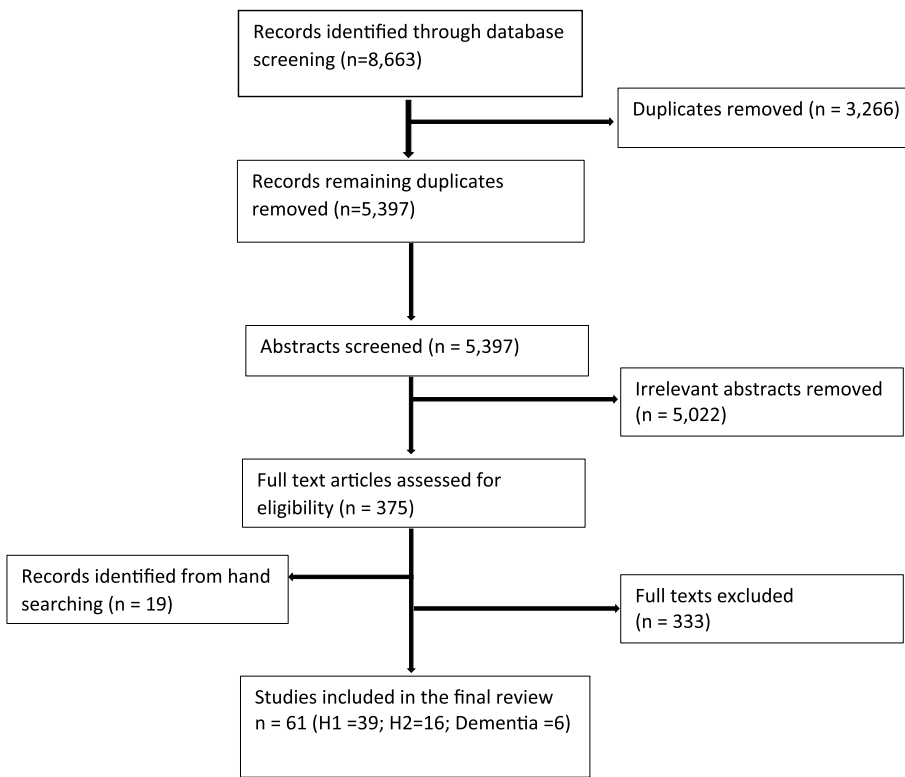 Records identified through database
screening (n=8,663)
Duplicates removed (n = 3,266)
Records remaining duplicates
removed (n=5,397)
Abstracts screened (n = 5,397)
Irrelevant abstracts removed
(n = 5,022)
Full text articles assessed for
eligibility (n = 375)
Records identified from hand
searching (n = 19)
Full texts excluded
(n = 333)
Studies included in the final review
n = 61 (H1 =39; H2=16; Dementia =6)